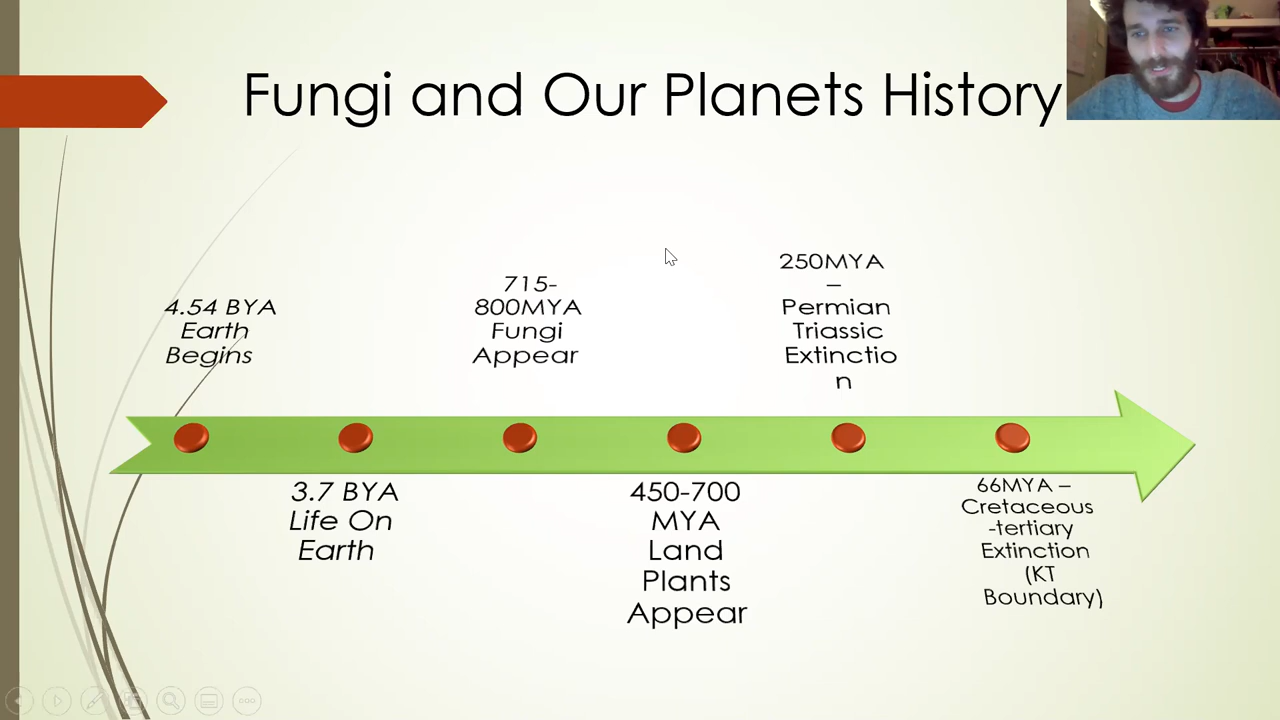 Fungi and Our Planets History
4.54 BYA
Earth
Begins
3.7 BYA
Life On
Earth
715-
800MYA
Fungi
Appear
450-700
MYA
Land
Plants
Appear
250MYA
–
Permian
Triassic
Extinctio
n
66MYA –
Cretaceous
-tertiary
Extinction
(KT
Boundary)